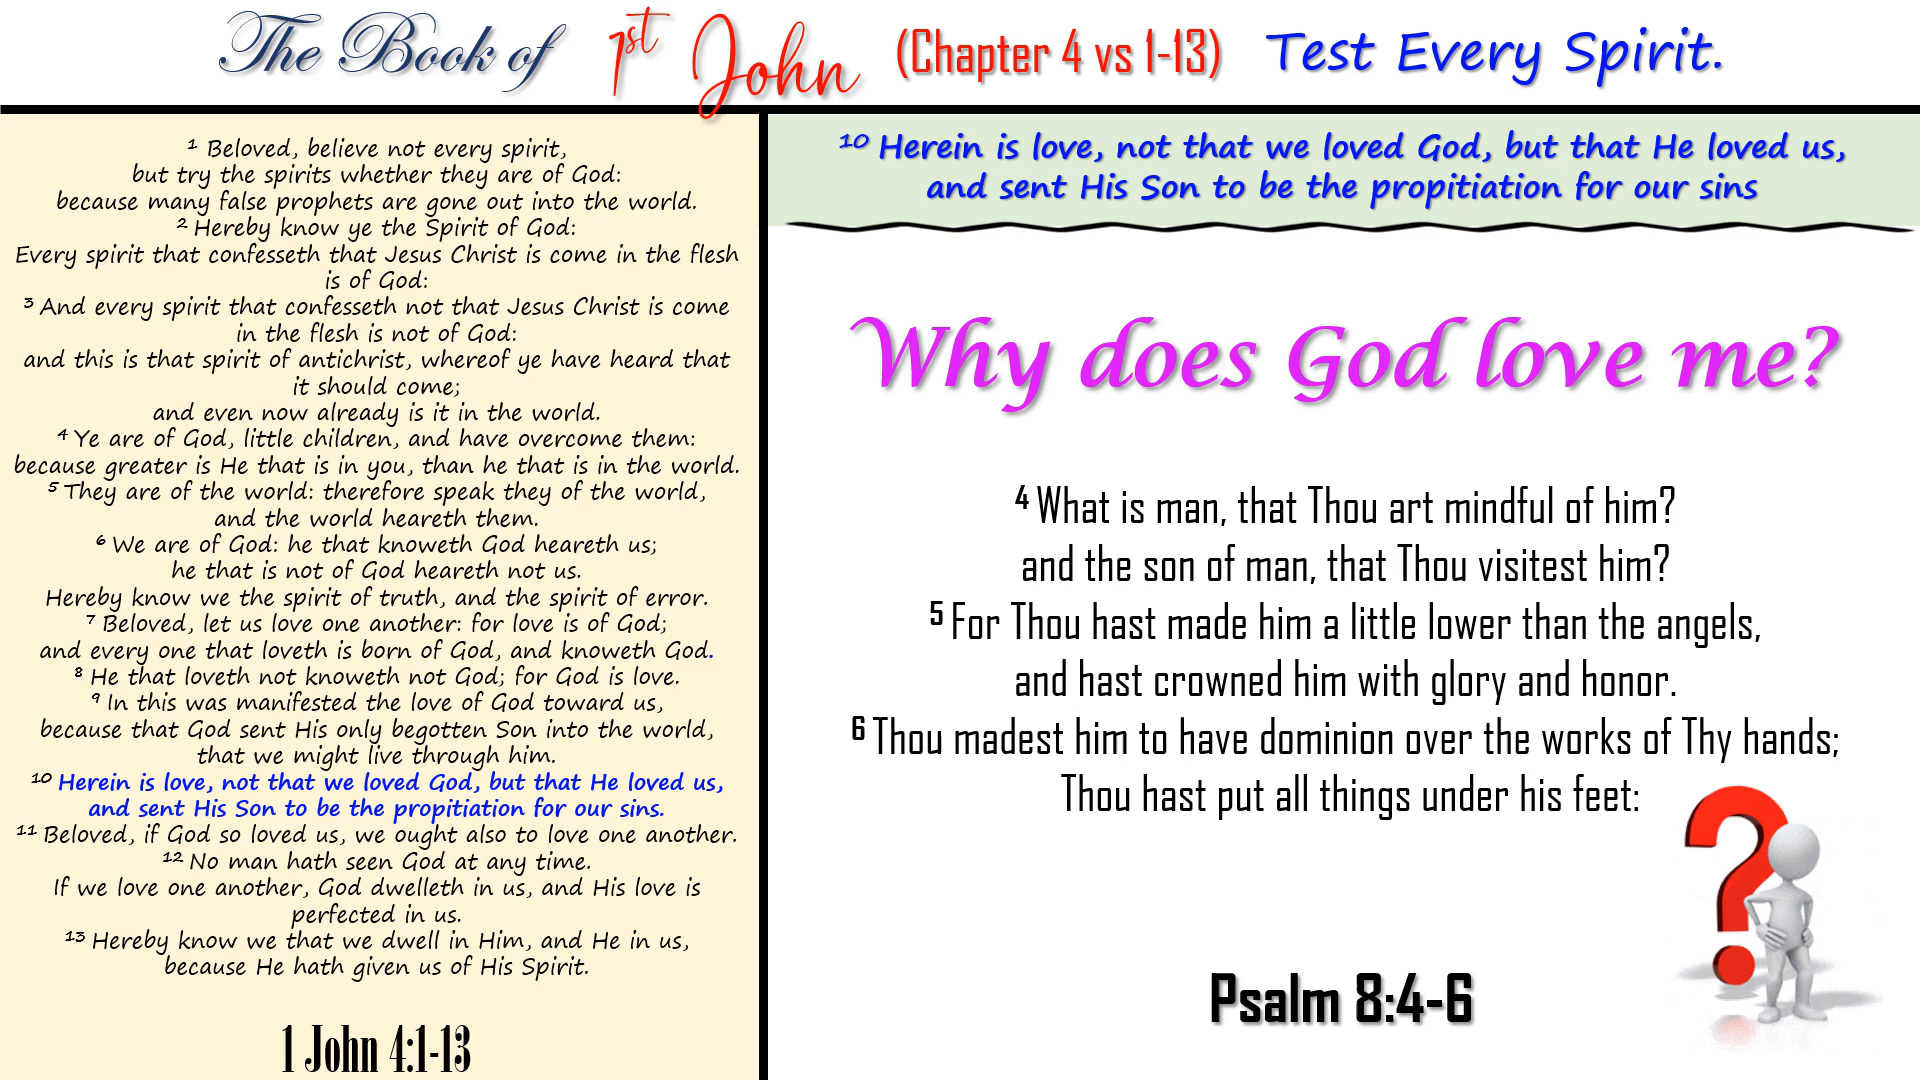 The Book of 1st John (Chapter 4 vs 1-13) Test Every Spirit.
1 Beloved, believe not every spirit,
but try the spirits whether they are of God:
because many false prophets are gone out into the world.
2 Hereby know ye the Spirit of God:
Every spirit that confesseth that Jesus Christ is come in the flesh
is of God:
3 And every spirit that confesseth not that Jesus Christ is come
in the flesh is not of God:
and this is that spirit of antichrist, whereof ye have heard that
it should come;
and even now already is it in the world.
4 Ye are of God, little children, and have overcome them:
because greater is He that is in you, than he that is in the world.
5 They are of the world: therefore speak they of the world,
and the world heareth them.
6 We are of God: he that knoweth God heareth us;
he that is not of God heareth not us.
Hereby know we the spirit of truth, and the spirit of error.
7 Beloved, let us love one another: for love is of God;
and every one that loveth is born of God, and knoweth God.
8 He that loveth not knoweth not God; for God is love.
9 In this was manifested the love of God toward us,
because that God sent His only begotten Son into the world,
that we might live through him.
10 Herein is love, not that we loved God, but that He loved us,
and sent His Son to be the propitiation for our sins.
11 Beloved, if God so loved us, we ought also to love one another.
12 No man hath seen God at any time.
If we love one another, God dwelleth in us, and His love is
perfected in us.
13 Hereby know we that we dwell in Him, and He in us,
because He hath given us of His Spirit.
1 John 4:1-13
10 Herein is love, not that we loved God, but that He loved us,
and sent His Son to be the propitiation for our sins
Why does God love me?
4 What is man, that Thou art mindful of him?
and the son of man, that Thou visitest him?
5 For Thou hast made him a little lower than the angels,
and hast crowned him with glory and honor.
6 Thou madest him to have dominion over the works of Thy hands;
Thou hast put all things under his feet:
Psalm 8:4-6